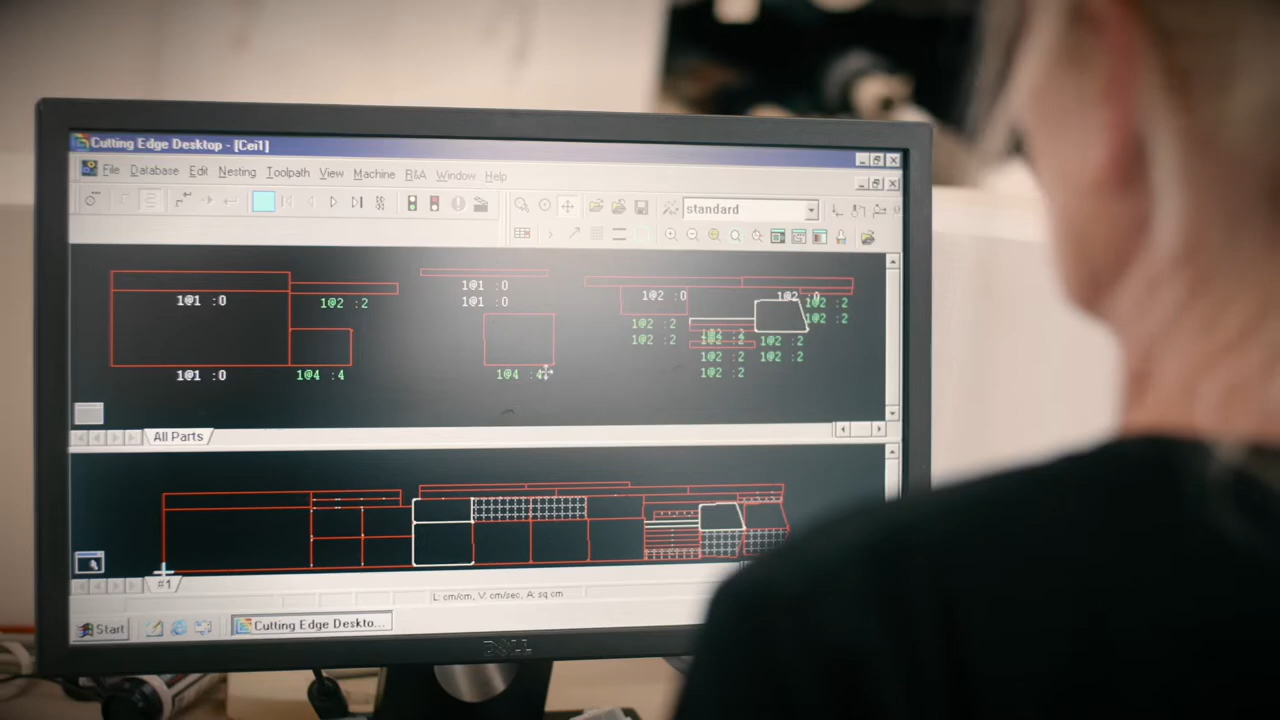 Cutting Edge Desktop - [Cei1]
File Database Edit Nesting Toolpath View Machine R&A Window Help
standard
1@1 :0
1@2 :0
1@2 :0
1@1 :0
1@2 :2
1@1 :0
1@2 :2
1@2 :2
1@2 :2
1@2 :2
1@2 :2
1@2 :2
1@2 :2
1@2 :2
1@2 :2
1@2 :2
1@1 :0
1@4 :4
1@4 :4
All Parts
#1
L: cm/cm, V: cm/sec, A: sq cm
Start
Cutting Edge Deskto...
DELL